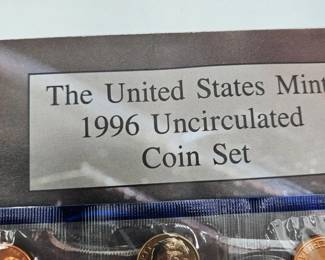 The United States Mint
1996 Uncirculated
Coin Set